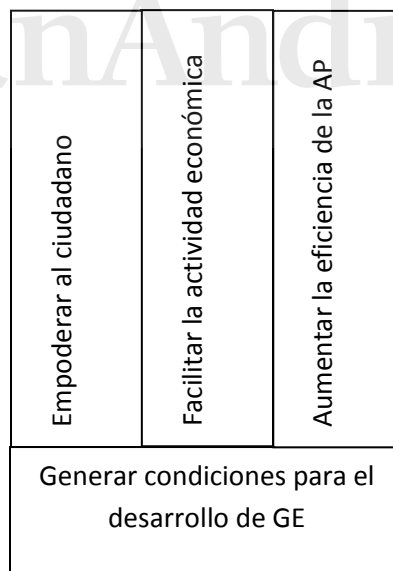 Empoderar al ciudadano
Facilitar la actividad económica
Aumentar la eficiencia de la AP
Generar condiciones para el
desarrollo de GE